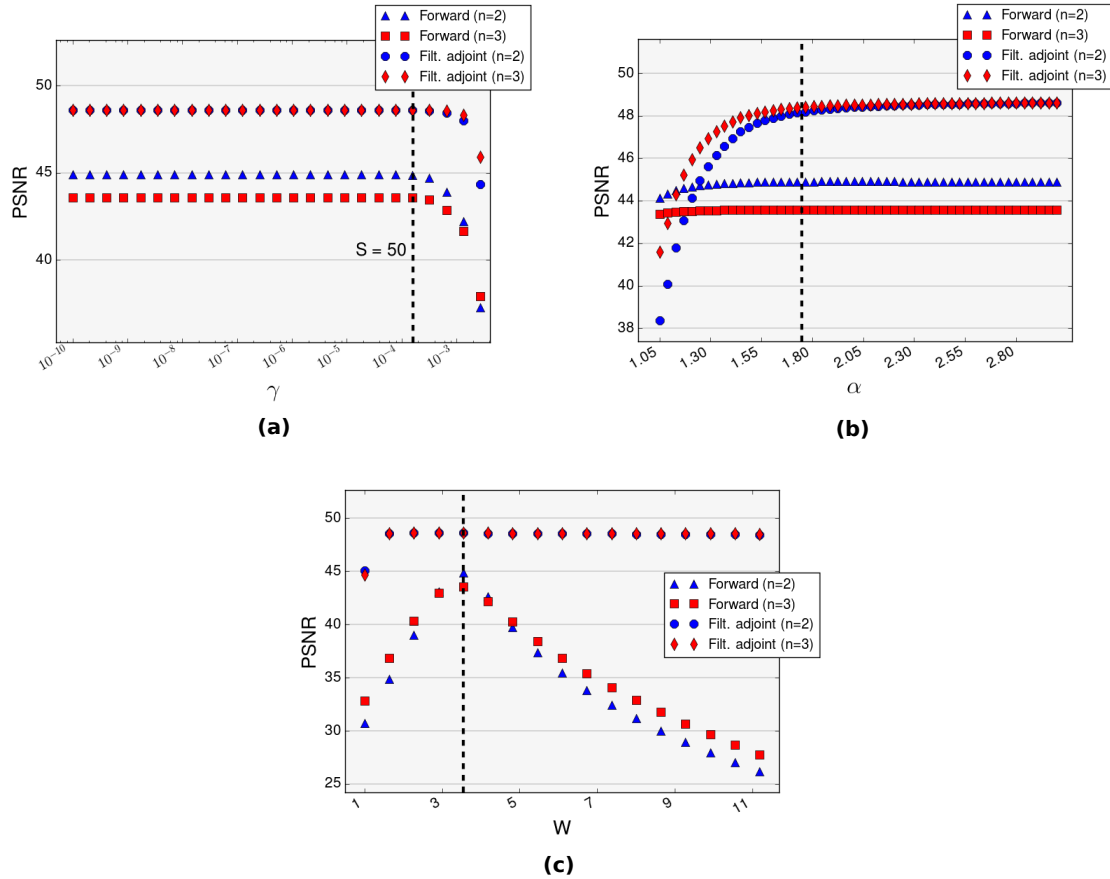 Forward (n=2)
Forward (n=3)
Filt. adjoint (n=2)
Filt. adjoint (n=3)
PSNR
50
45
40
S = 50
10⁻¹⁰ 10⁻⁹ 10⁻⁸ 10⁻⁷ 10⁻⁶ 10⁻⁵ 10⁻⁴ 10⁻³
γ
(a)
Forward (n=2)
Forward (n=3)
Filt. adjoint (n=2)
Filt. adjoint (n=3)
PSNR
50
48
46
44
42
40
38
1.05 1.30 1.55 1.80 2.05 2.30 2.55 2.80
α
(b)
PSNR
50
45
40
35
30
25
Forward (n=2)
Forward (n=3)
Filt. adjoint (n=2)
Filt. adjoint (n=3)
1 3 5 7 9 11
W
(c)